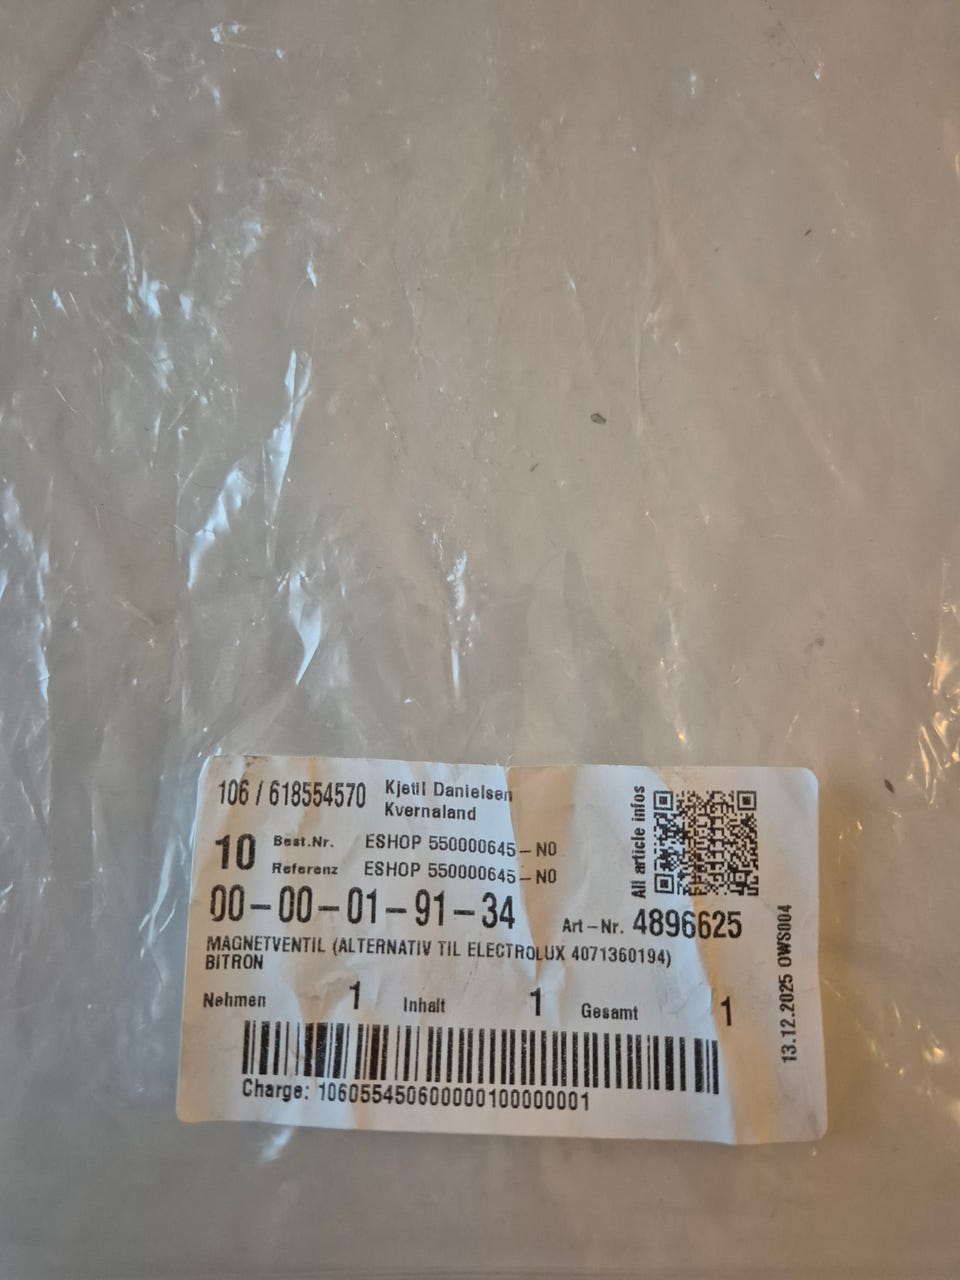 106 / 618554570 Kjetil Danielsen
Kvernaland
10 Best.Nr. ESHOP 550000645-NO
Referenz ESHOP 550000645-NO
00-00-01-91-34 Art-Nr. 4896625
MAGNETVENTIL (ALTERNATIV TIL ELECTROLUX 4071360194)
BITRON
Nehmen 1 Inhalt 1 Gesamt 1
Charge: 10605545060000010000000​1
All article infos
13.12.2025 OWS004